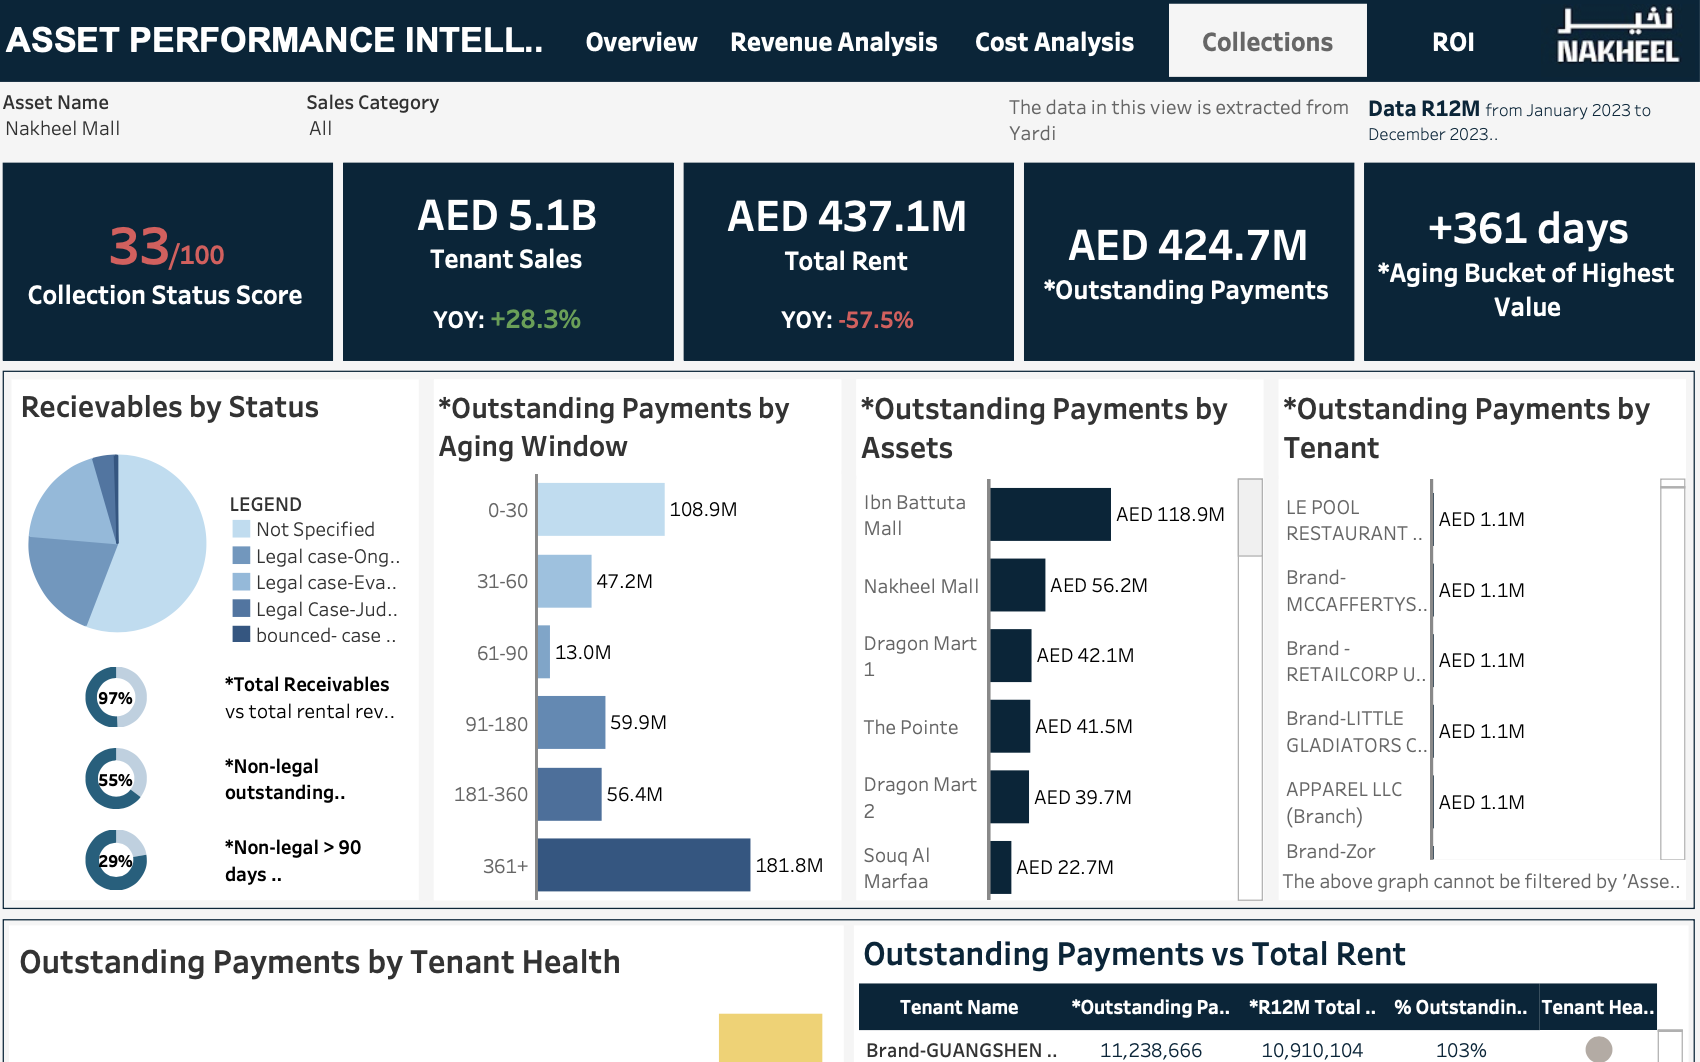 ASSET PERFORMANCE INTELL..
Overview
Revenue Analysis
Cost Analysis
Collections
ROI
نخيل
NAKHEEL
Asset Name
Nakheel Mall
Sales Category
All
The data in this view is extracted from
Yardi
Data R12M from January 2023 to
December 2023..
33/100
Collection Status Score
AED 5.1B
Tenant Sales
YOY: +28.3%
AED 437.1M
Total Rent
YOY: -57.5%
AED 424.7M
*Outstanding Payments
+361 days
*Aging Bucket of Highest
Value
Recievables by Status
LEGEND
Not Specified
Legal case-Ong..
Legal case-Eva..
Legal Case-Jud..
bounced- case ..
97%
*Total Receivables
vs total rental rev..
55%
*Non-legal
outstanding..
29%
*Non-legal > 90
days ..
*Outstanding Payments by
Aging Window
0-30 108.9M
31-60 47.2M
61-90 13.0M
91-180 59.9M
181-360 56.4M
361+ 181.8M
*Outstanding Payments by
Assets
Ibn Battuta
Mall
AED 118.9M
Nakheel Mall AED 56.2M
Dragon Mart
1
AED 42.1M
The Pointe AED 41.5M
Dragon Mart
2
AED 39.7M
Souq Al
Marfaa
AED 22.7M
*Outstanding Payments by
Tenant
LE POOL
RESTAURANT ..
AED 1.1M
Brand-
MCCAFFERTYS..
AED 1.1M
Brand -
RETAILCORP U..
AED 1.1M
Brand-LITTLE
GLADIATORS C..
AED 1.1M
APPAREL LLC
(Branch)
AED 1.1M
Brand-Zor
The above graph cannot be filtered by 'Asse..
Outstanding Payments by Tenant Health
Outstanding Payments vs Total Rent
Tenant Name *Outstanding Pa.. *R12M Total .. % Outstandin.. Tenant Hea..
Brand-GUANGSHEN .. 11,238,666 10,910,104 103%